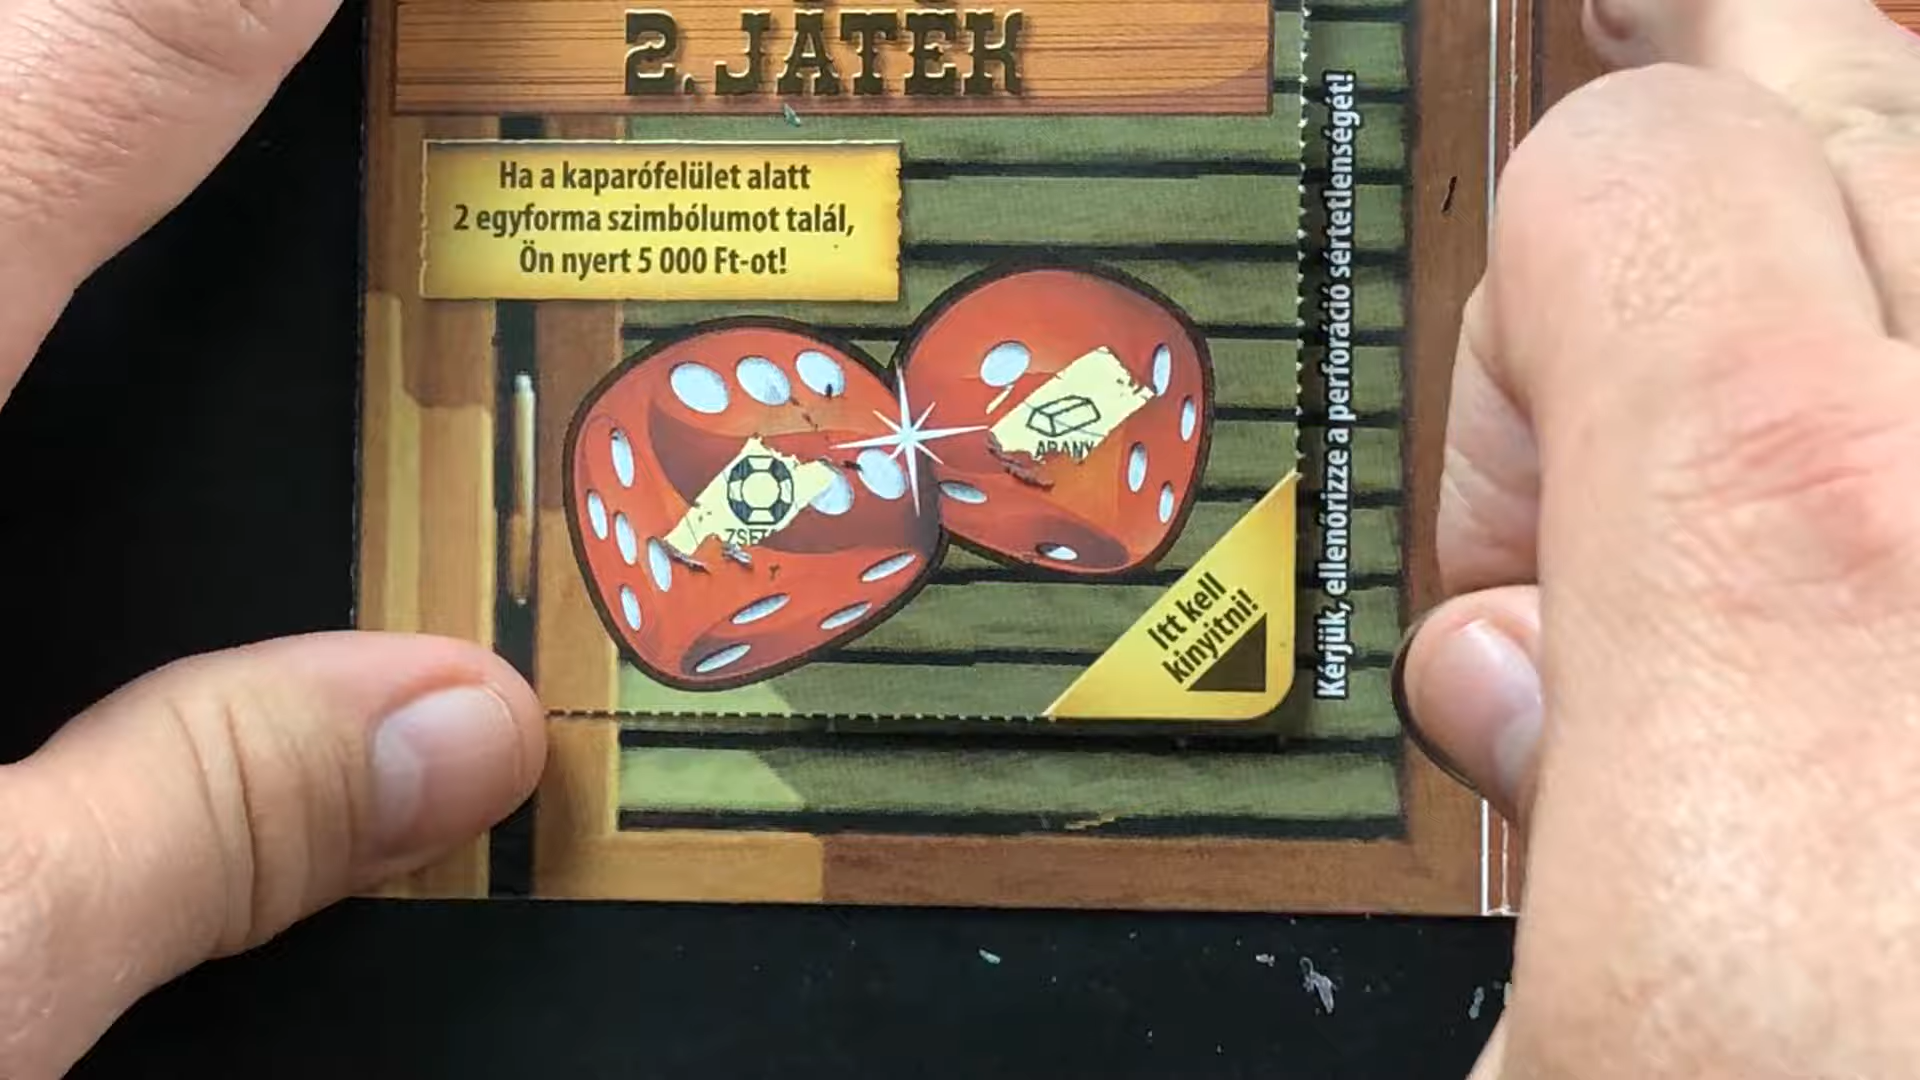 2. JÁTÉK
Ha a kaparófelület alatt
2 egyforma szimbólumot talál,
Ön nyert 5 000 Ft-ot!
ARANY
Itt kell
kinyitni!
Kérjük, ellenőrizze a perforáció sértetlenségét!